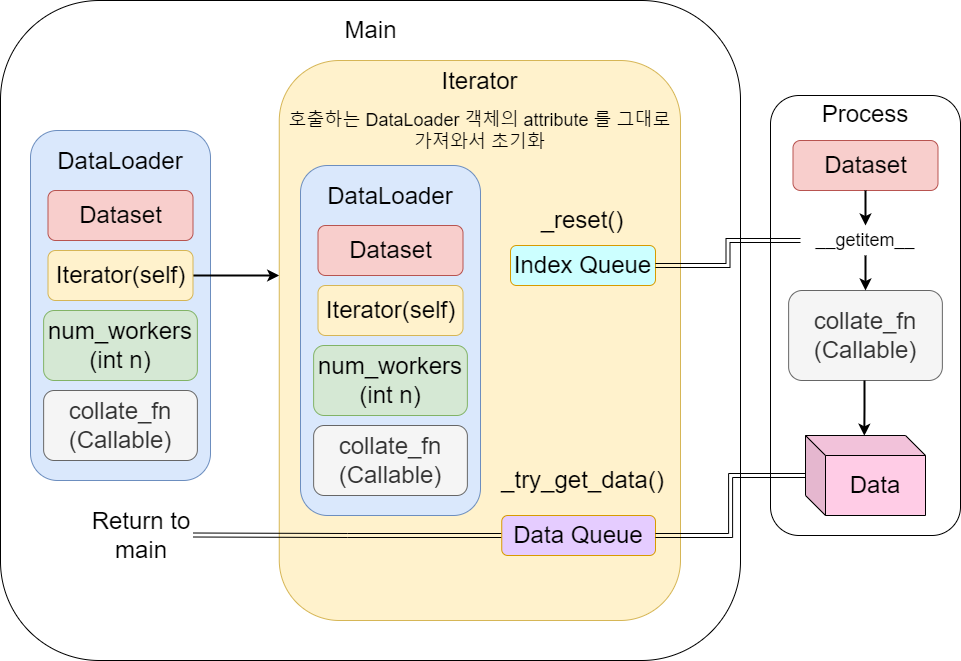 Main
Iterator
호출하는 DataLoader 객체의 attribute 를 그대로
가져와서 초기화
DataLoader
Dataset
Iterator(self)
num_workers
(int n)
collate_fn
(Callable)
DataLoader
Dataset
Iterator(self)
num_workers
(int n)
collate_fn
(Callable)
_reset()
Index Queue
_try_get_data()
Data Queue
Return to
main
Process
Dataset
__getitem__
collate_fn
(Callable)
Data